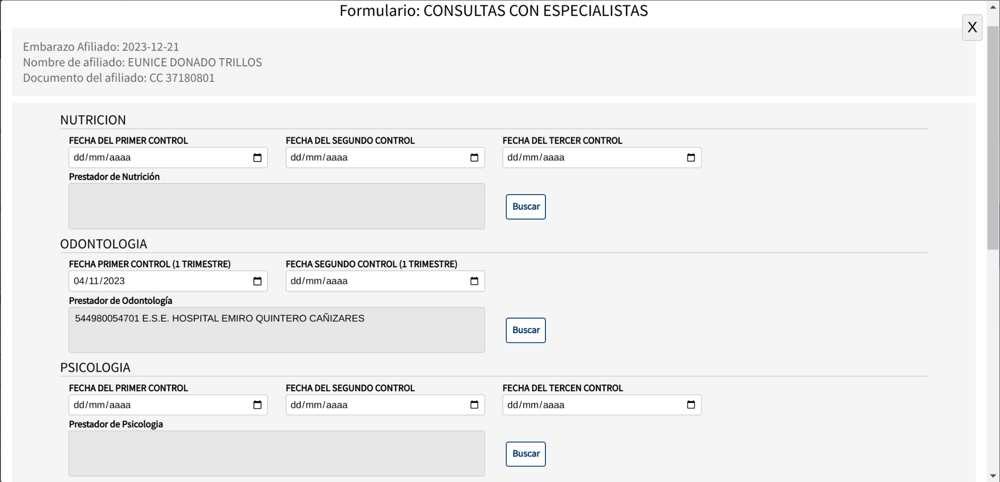 Formulario: CONSULTAS CON ESPECIALISTAS
X
Embarazo Afiliado: 2023-12-21
Nombre de afiliado: EUNICE DONADO TRILLOS
Documento del afiliado: CC 37180801
NUTRICION
FECHA DEL PRIMER CONTROL FECHA DEL SEGUNDO CONTROL FECHA DEL TERCER CONTROL
dd/mm/aaaa dd/mm/aaaa dd/mm/aaaa
Prestador de Nutrición
Buscar
ODONTOLOGIA
FECHA PRIMER CONTROL (1 TRIMESTRE) FECHA SEGUNDO CONTROL (1 TRIMESTRE)
04/11/2023 dd/mm/aaaa
Prestador de Odontología
544980054701 E.S.E. HOSPITAL EMIRO QUINTERO CAÑIZARES
Buscar
PSICOLOGIA
FECHA DEL PRIMER CONTROL FECHA DEL SEGUNDO CONTROL FECHA DEL TERCEN CONTROL
dd/mm/aaaa dd/mm/aaaa dd/mm/aaaa
Prestador de Psicologia
Buscar